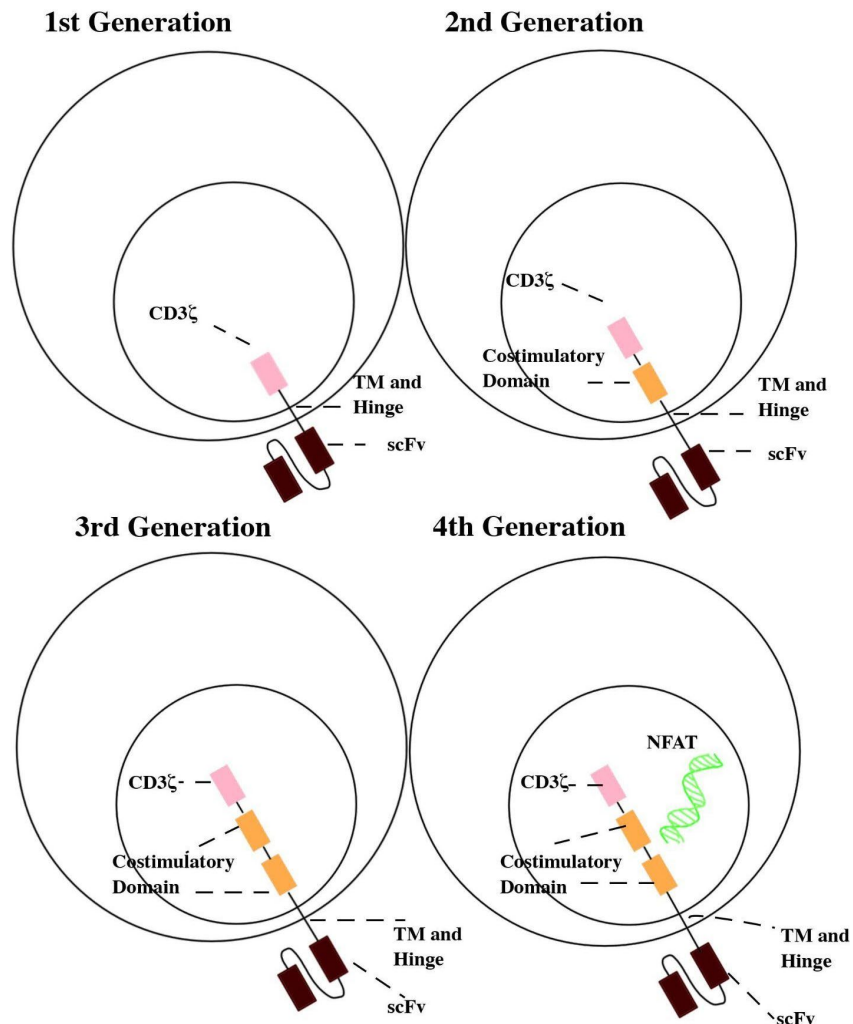 1st Generation
2nd Generation
CD3ζ
TM and
Hinge
scFv
CD3ζ
Costimulatory
Domain
TM and
Hinge
scFv
3rd Generation
4th Generation
CD3ζ
Costimulatory
Domain
TM and
Hinge
scFv
NFAT
CD3ζ
Costimulatory
Domain
TM and
Hinge
scFv